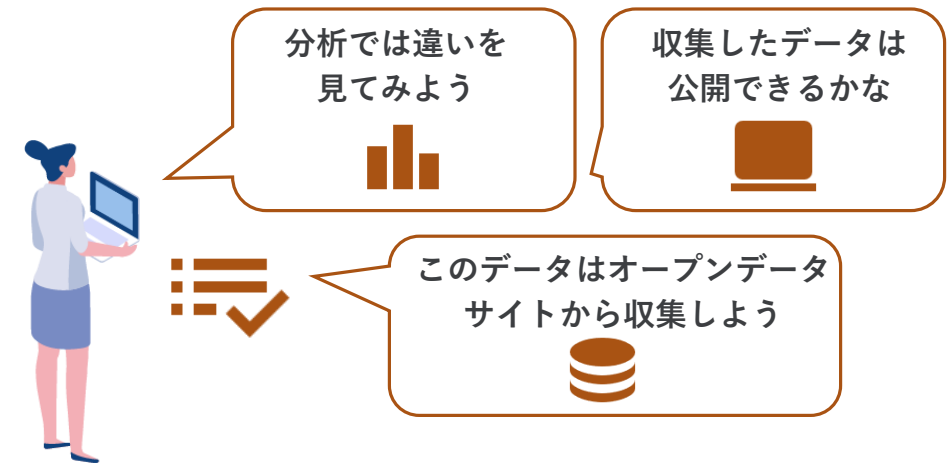 分析では違いを
見てみよう
収集したデータは
公開できるかな
このデータはオープンデータ
サイトから収集しよう